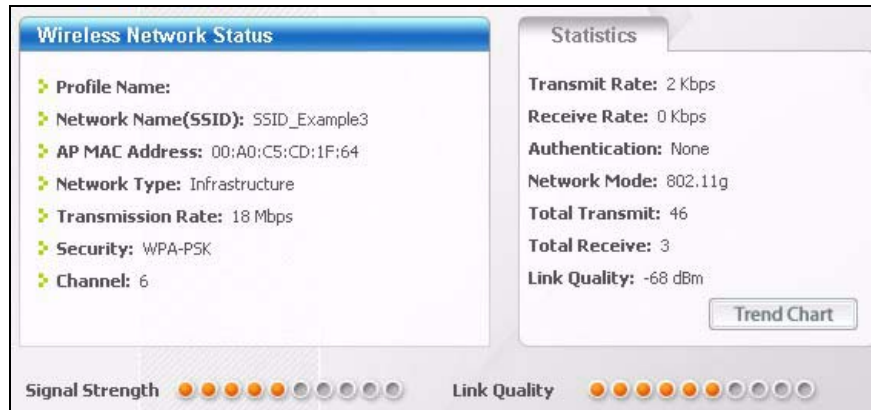 Wireless Network Status
Profile Name:
Network Name(SSID): SSID_Example3
AP MAC Address: 00:A0:C5:CD:1F:64
Network Type: Infrastructure
Transmission Rate: 18 Mbps
Security: WPA-PSK
Channel: 6
Statistics
Transmit Rate: 2 Kbps
Receive Rate: 0 Kbps
Authentication: None
Network Mode: 802.11g
Total Transmit: 46
Total Receive: 3
Link Quality: -68 dBm
Trend Chart
Signal Strength
Link Quality